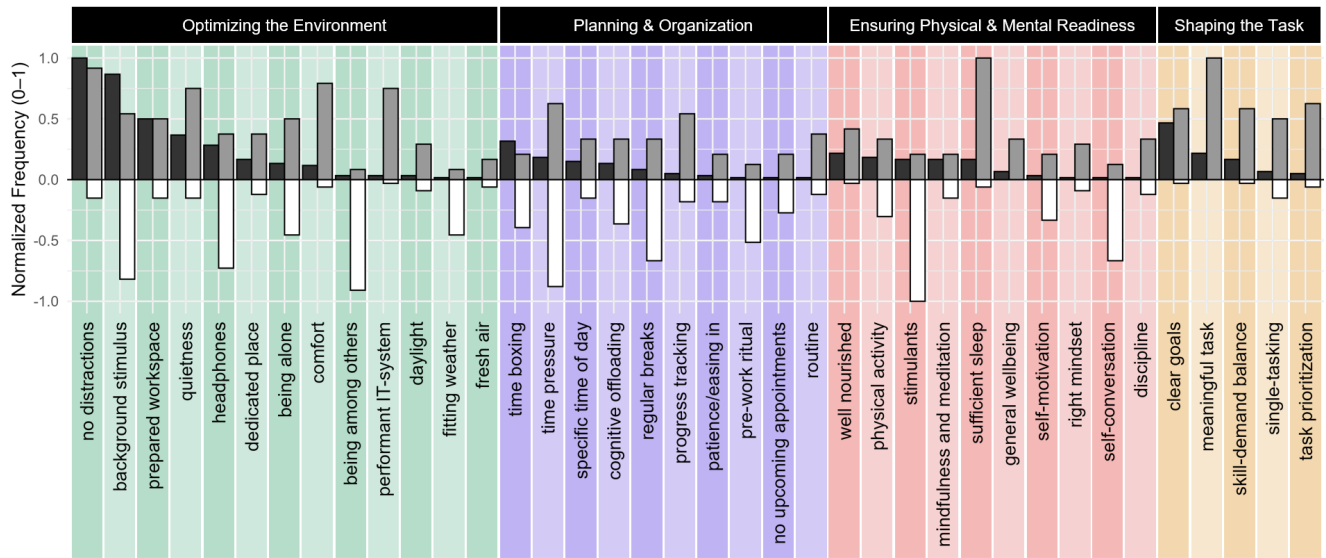 Optimizing the Environment
Planning & Organization
Ensuring Physical & Mental Readiness
Shaping the Task
Normalized Frequency (0–1)
1.0
0.5
0.0
-0.5
-1.0
no distractions
background stimulus
prepared workspace
quietness
headphones
dedicated place
being alone
comfort
being among others
performant IT-system
daylight
fitting weather
fresh air
time boxing
time pressure
specific time of day
cognitive offloading
regular breaks
progress tracking
patience/easing in
pre-work ritual
no upcoming appointments
routine
well nourished
physical activity
stimulants
mindfulness and meditation
sufficient sleep
general wellbeing
self-motivation
right mindset
self-conversation
discipline
clear goals
meaningful task
skill-demand balance
single-tasking
task prioritization